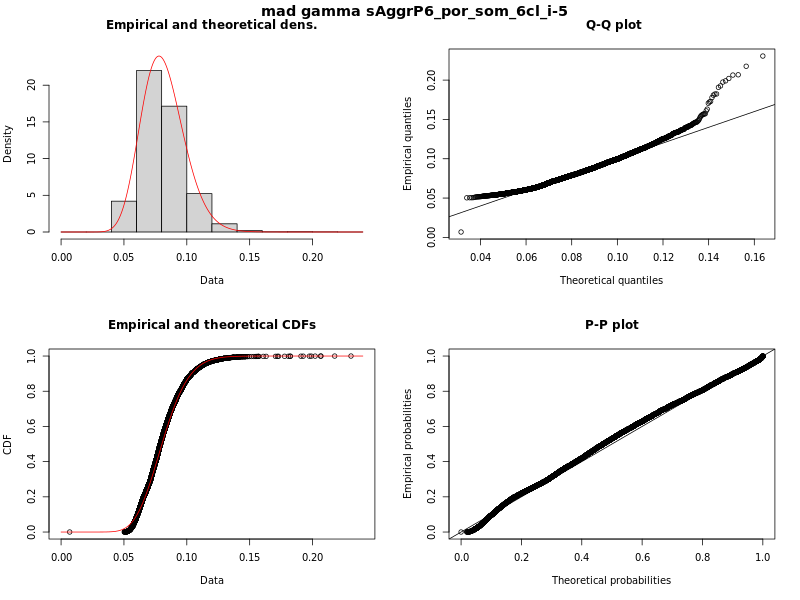 mad gamma sAggrP6_por_som_6cl_i-5
Empirical and theoretical dens.
Density
0 5 10 15 20
0.00 0.05 0.10 0.15 0.20
Data
Q-Q plot
Empirical quantiles
0.00 0.05 0.10 0.15 0.20
0.04 0.06 0.08 0.10 0.12 0.14 0.16
Theoretical quantiles
Empirical and theoretical CDFs
CDF
0.0 0.2 0.4 0.6 0.8 1.0
0.00 0.05 0.10 0.15 0.20
Data
P-P plot
Empirical probabilities
0.0 0.2 0.4 0.6 0.8 1.0
0.0 0.2 0.4 0.6 0.8 1.0
Theoretical probabilities